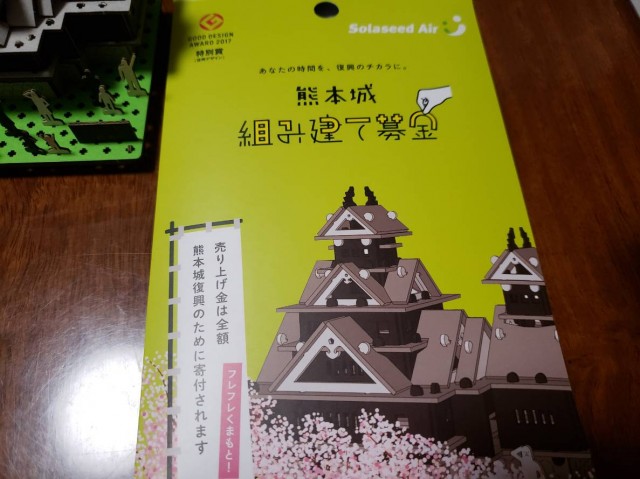 Solaseed Air
GOOD DESIGN
AWARD 2017
特別賞
あなたの時間を、復興のチカラに。
熊本城
組み建て募金
売り上げ金は全額
熊本城復興のために寄付されます
フレフレくまもと！